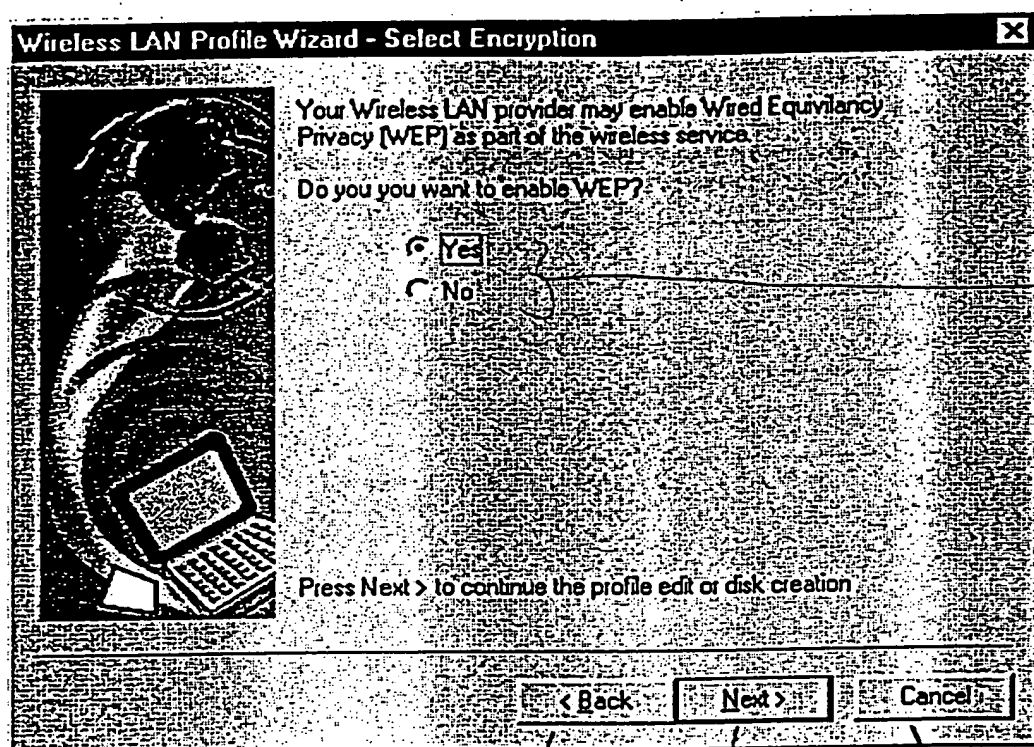 Wireless LAN Profile Wizard - Select Encryption
Your Wireless LAN provider may enable Wired Equivilancy
Privacy [WEP] as part of the wireless service.
Do you you want to enable WEP?
Yes
No
Press Next > to continue the profile edit or disk creation
< Back
Next >
Cancel